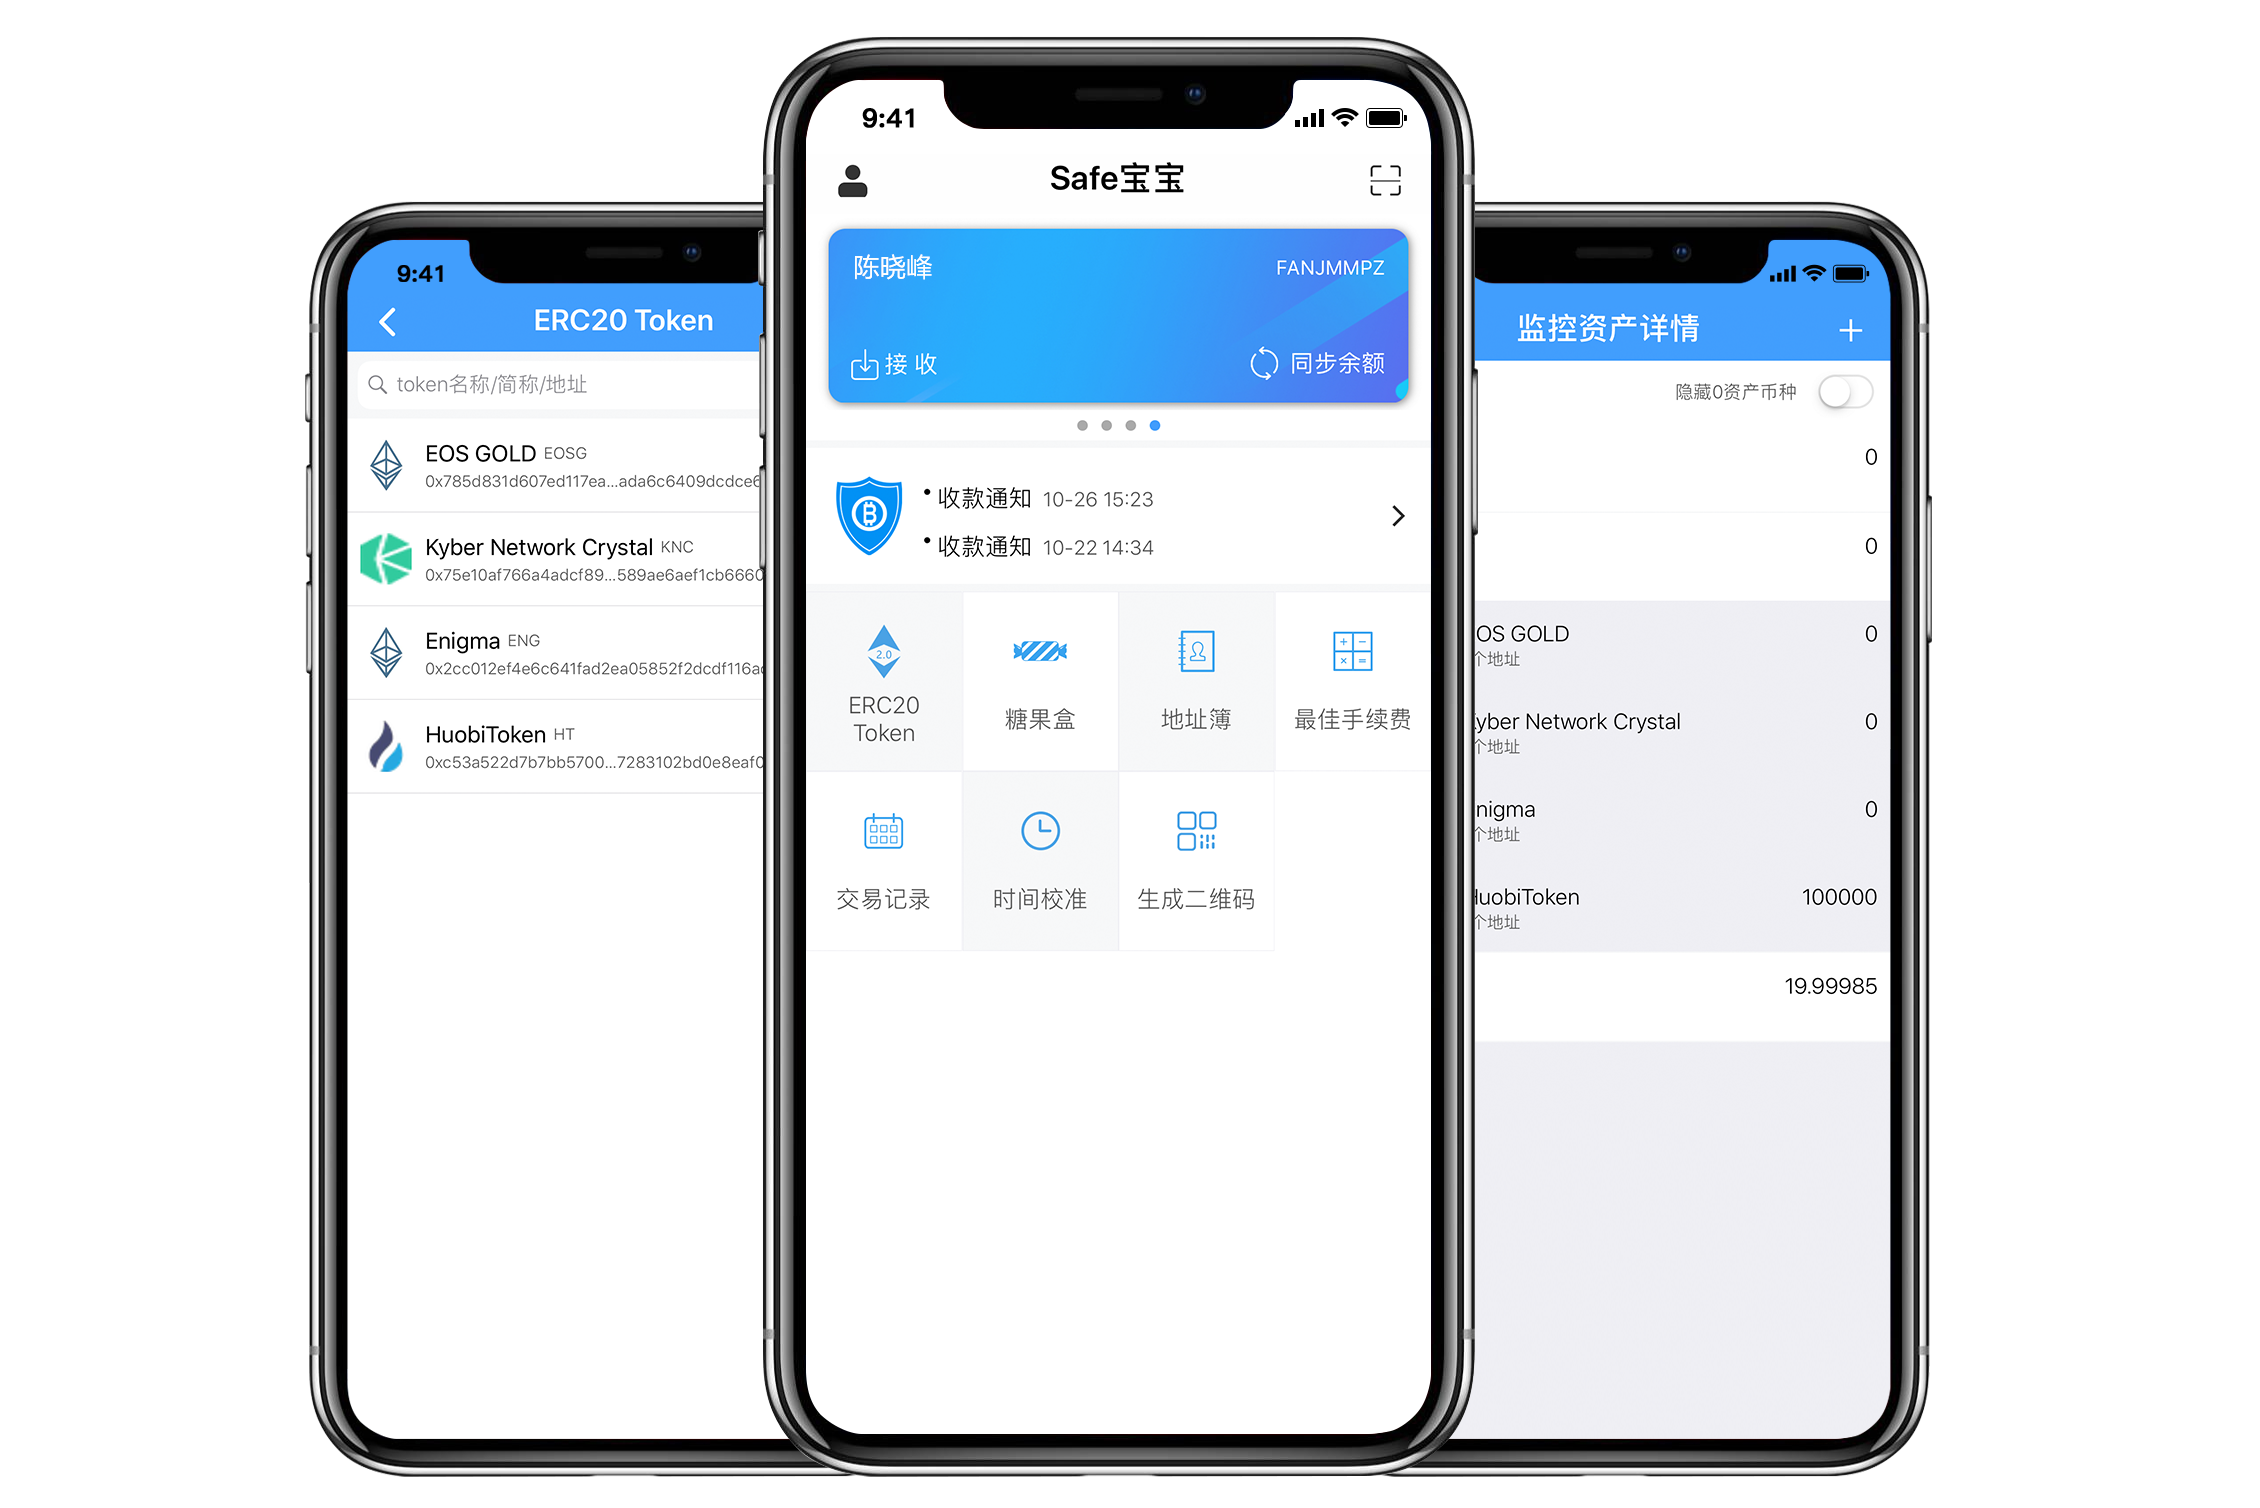 9:41
ERC20 Token
token名称/简称/地址
EOS GOLD EOSG
0x785d831d607ed117ea...ada6c6409dcdce6
Kyber Network Crystal KNC
0x75e10af766a4adcf89...589ae6aef1cb6660
Enigma ENG
0x2cc012ef4e6c641fad2ea05852f2dcdf116a
HuobiToken HT
0xc53a522d7b7bb5700...7283102bd0e8eaf0
9:41
Safe宝宝
陈晓峰 FANJMMPZ
接 收 同步余额
• 收款通知 10-26 15:23
• 收款通知 10-22 14:34
2.0
ERC20
Token
糖果盒
地址簿
最佳手续费
交易记录
时间校准
生成二维码
监控资产详情
隐藏0资产币种
0
0
OS GOLD 0
个地址
yber Network Crystal 0
个地址
nigma 0
个地址
HuobiToken 100000
个地址
19.99985